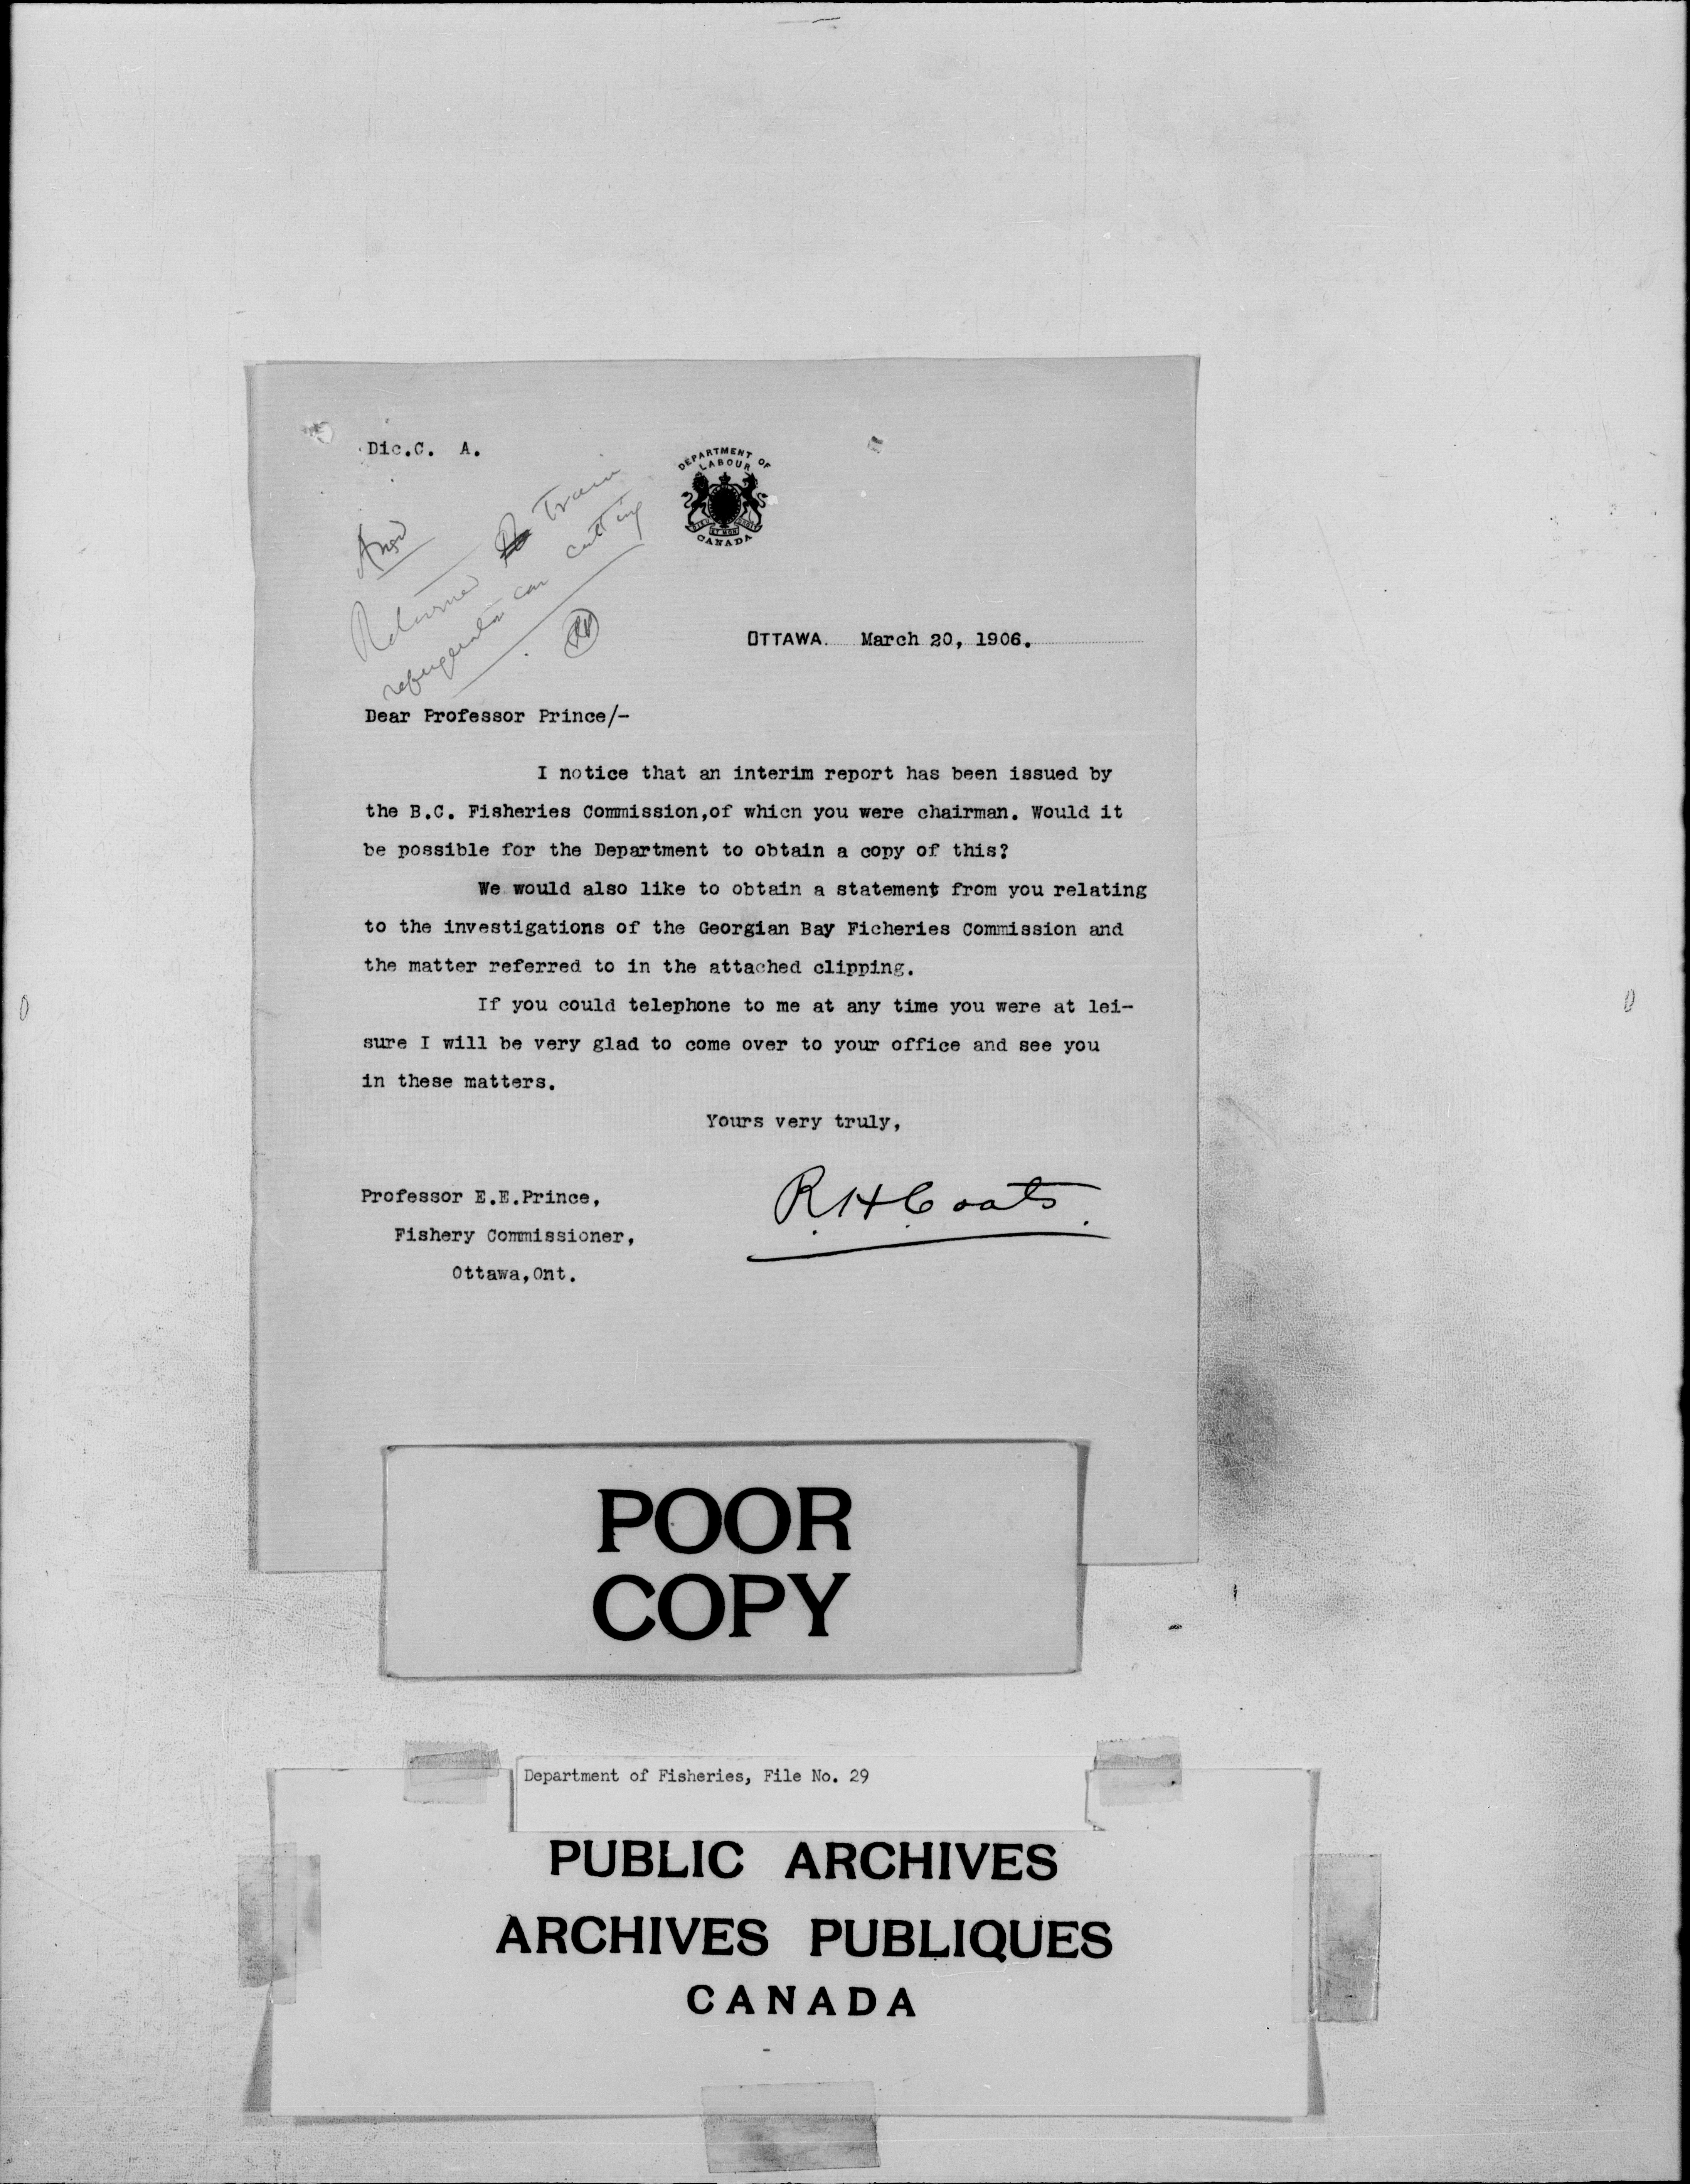 Dic.C. A.
DEPARTMENT OF
LABOUR
CANADA
Ansd
Returned Train
refrigerator car cutting
OTTAWA. March 20, 1906.
Dear Professor Prince/-
I notice that an interim report has been issued by
the B.C. Fisheries Commission,of whicn you were chairman. Would it
be possible for the Department to obtain a copy of this?
We would also like to obtain a statement from you relating
to the investigations of the Georgian Bay Ficheries Commission and
the matter referred to in the attached clipping.
If you could telephone to me at any time you were at lei-
sure I will be very glad to come over to your office and see you
in these matters.
Yours very truly,
RHCoats
Professor E.E.Prince,
Fishery Commissioner,
Ottawa,Ont.
POOR
COPY
Department of Fisheries, File No. 29
PUBLIC ARCHIVES
ARCHIVES PUBLIQUES
CANADA